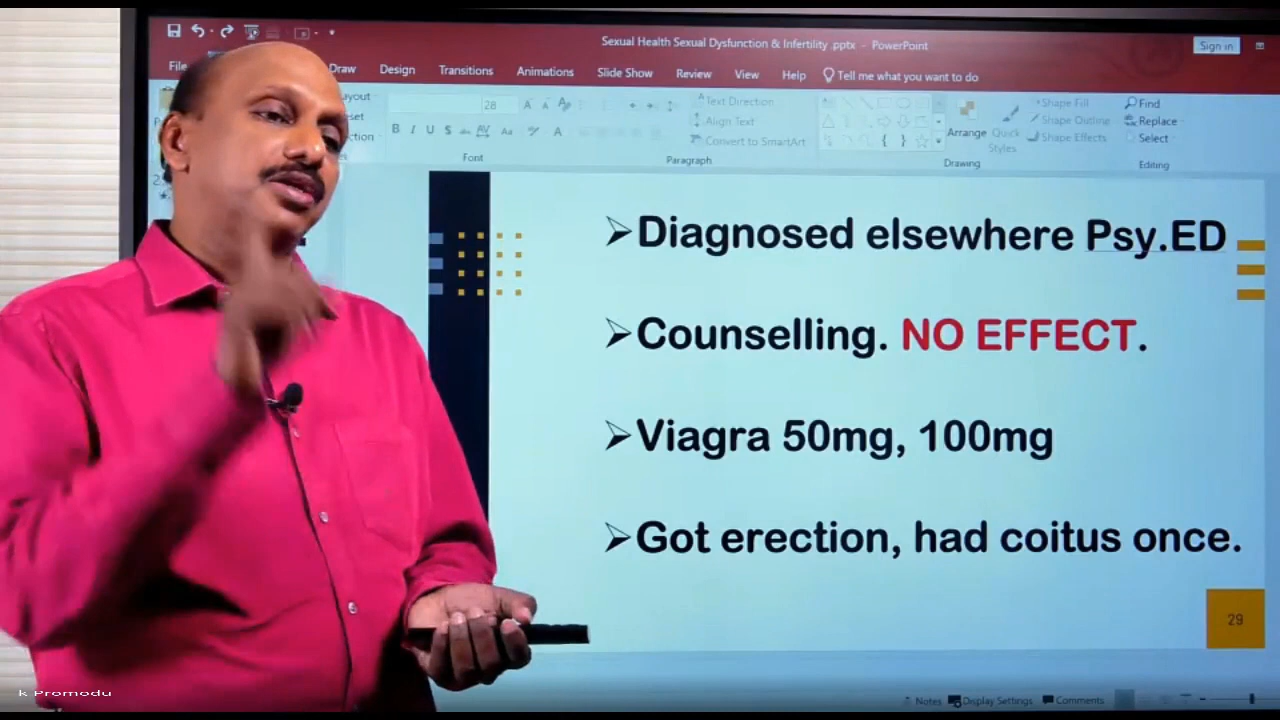 Sexual Health Sexual Dysfunction & Infertility .pptx - PowerPoint
Sign in
File
Draw Design Transitions Animations Slide Show Review View Help Tell me what you want to do
28
Text Direction
Align Text
Convert to SmartArt
Arrange
Quick Styles
Shape Fill
Shape Outline
Shape Effects
Find
Replace
Select
Font
Paragraph
Drawing
Editing
➢Diagnosed elsewhere Psy.ED
➢Counselling. NO EFFECT.
➢Viagra 50mg, 100mg
➢Got erection, had coitus once.
29
k Promodu
Notes Display Settings Comments